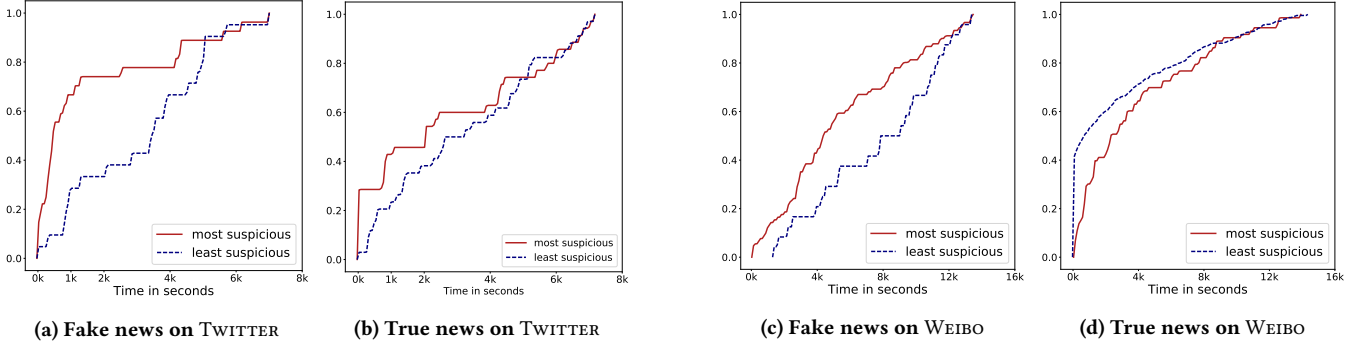 1.0
0.8
0.6
0.4
0.2
0.0
most suspicious
least suspicious
0k 1k 2k 4k 6k 8k
Time in seconds
(a) Fake news on TWITTER
1.0
0.8
0.6
0.4
0.2
0.0
most suspicious
least suspicious
0k 1k 2k 4k 6k 8k
Time in seconds
(b) True news on TWITTER
1.0
0.8
0.6
0.4
0.2
0.0
most suspicious
least suspicious
0k 4k 8k 12k 16k
Time in seconds
(c) Fake news on WEIBO
1.0
0.8
0.6
0.4
0.2
0.0
most suspicious
least suspicious
0k 4k 8k 12k 16k
Time in seconds
(d) True news on WEIBO